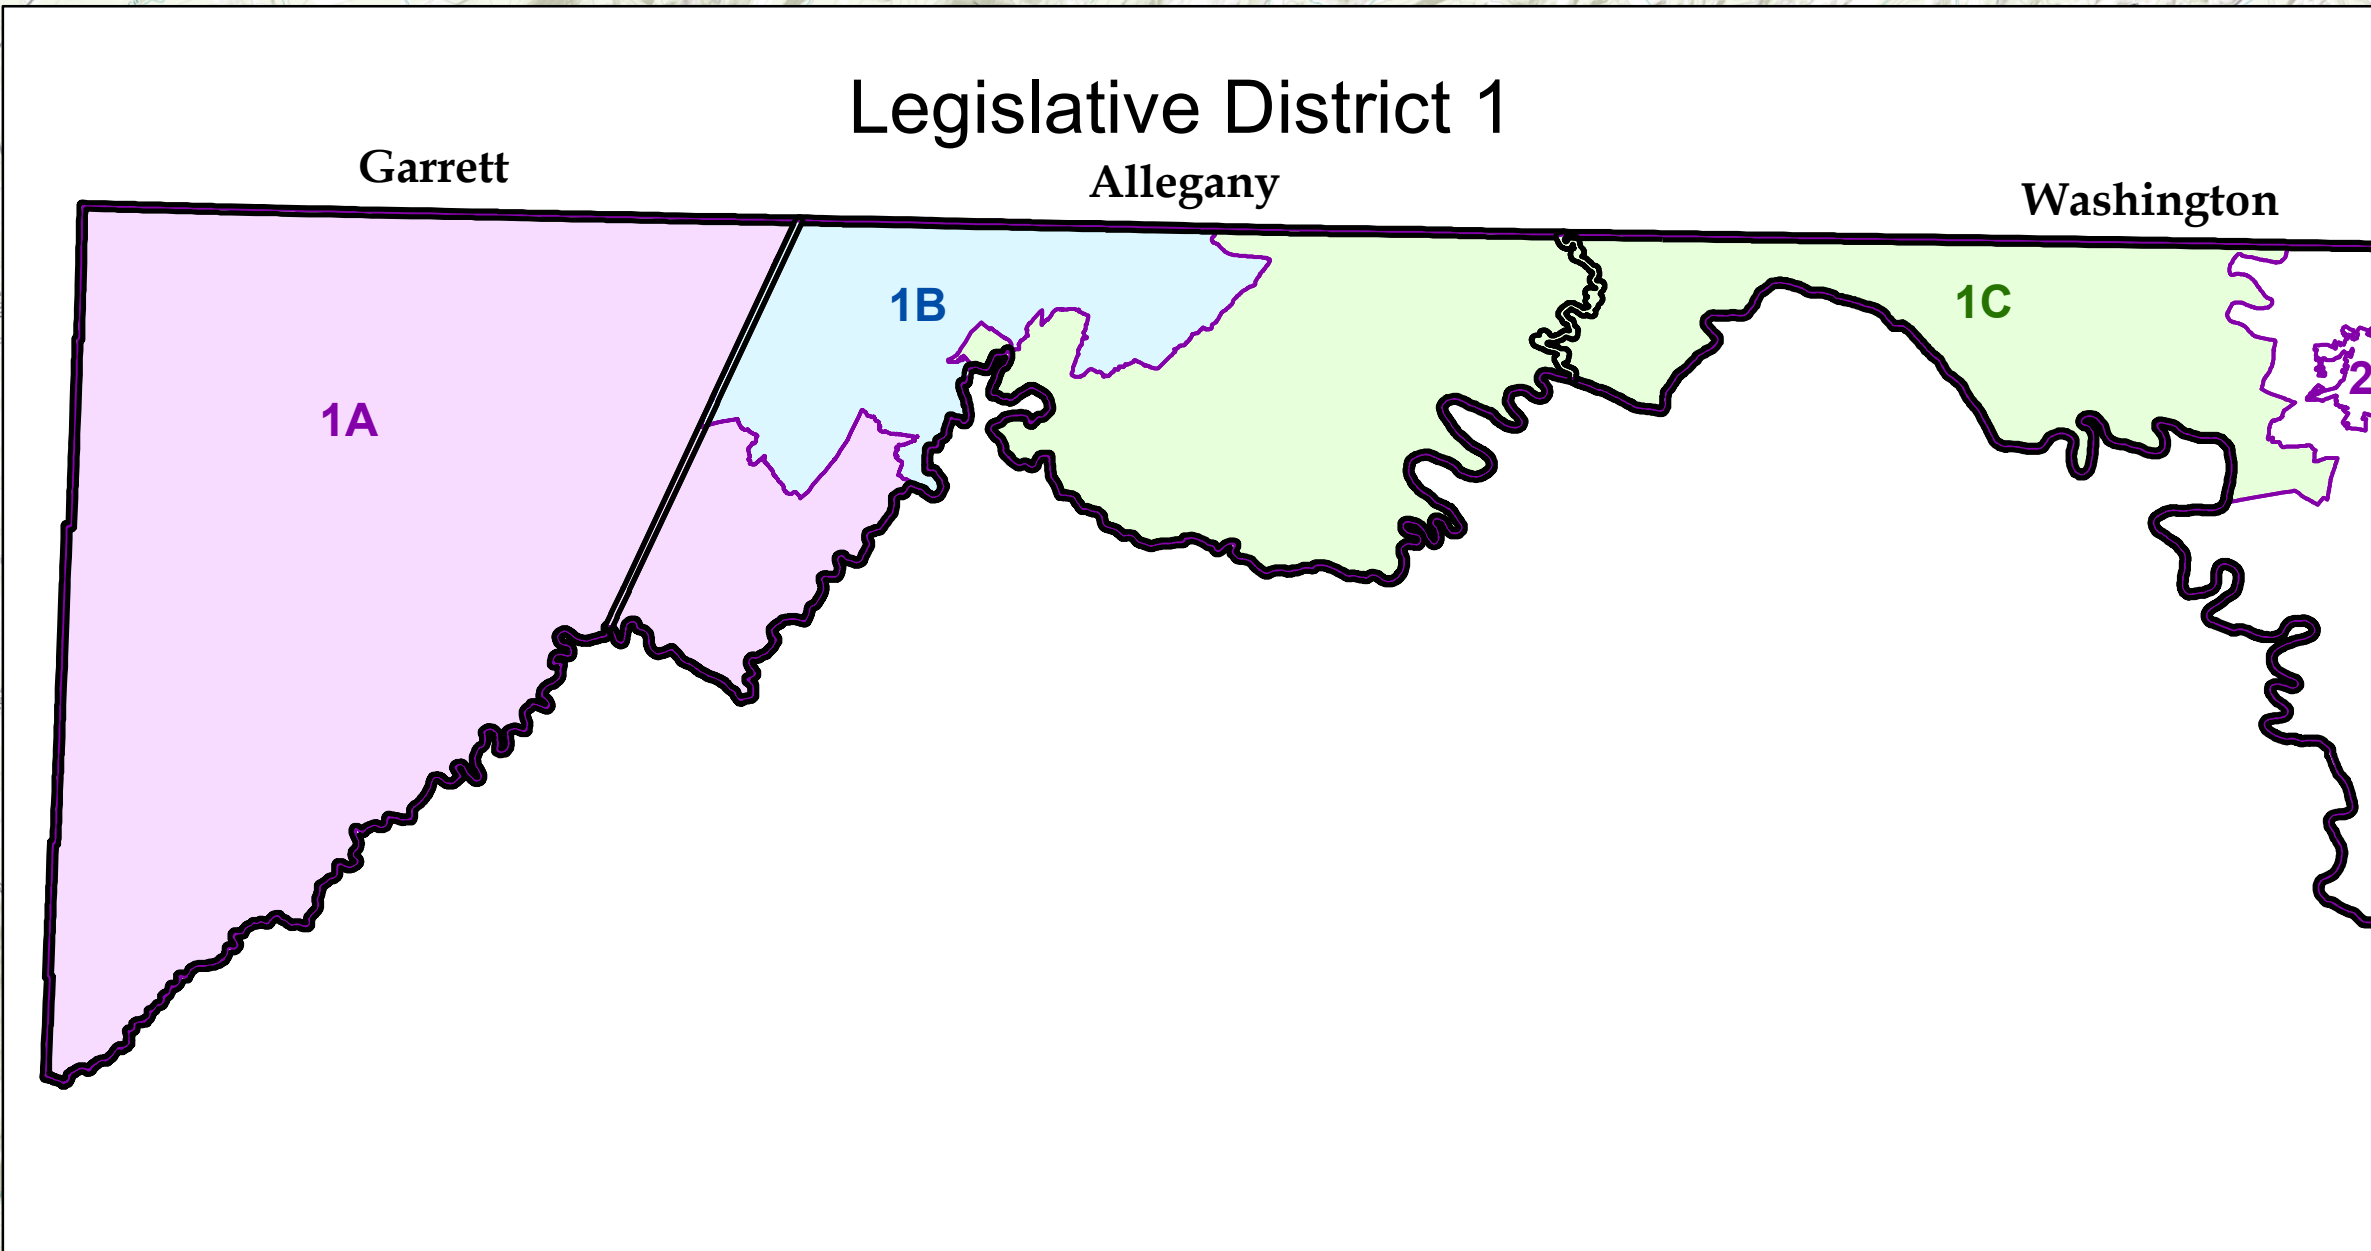 Legislative District 1
Garrett
Allegany
Washington
1B
1C
1A
2